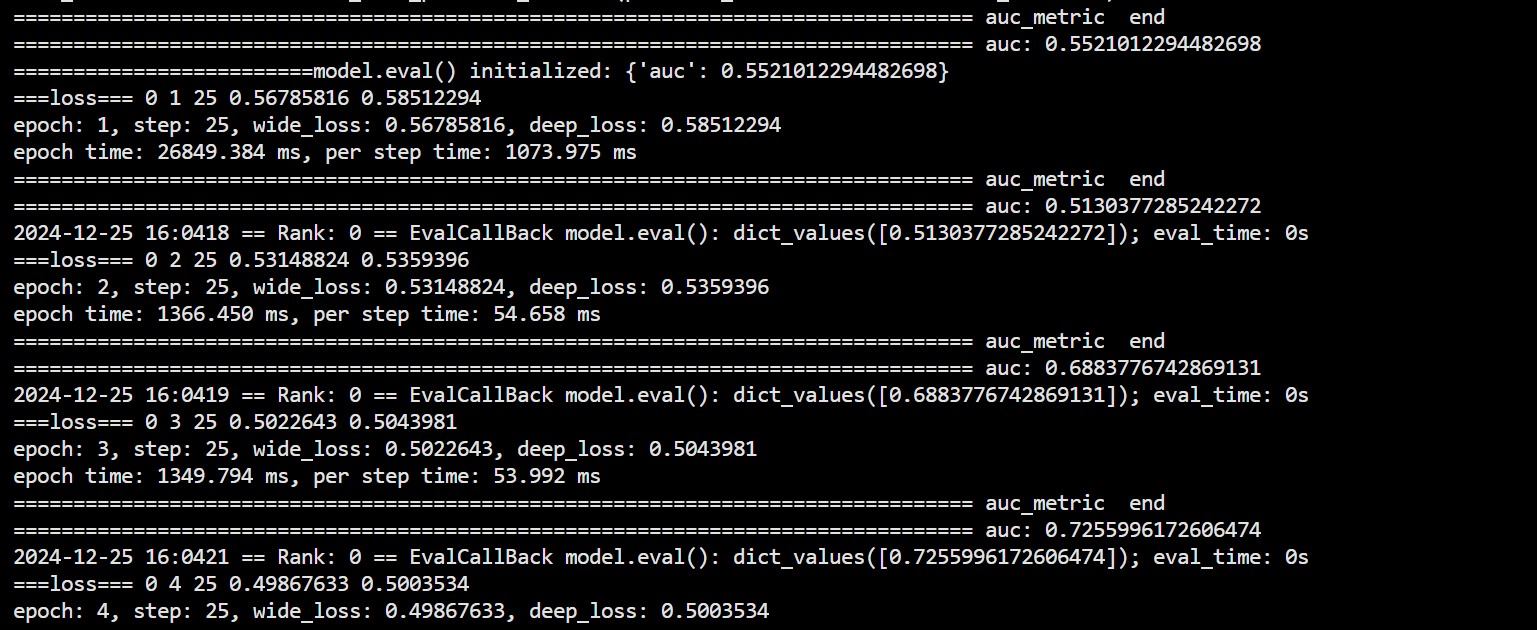 ================================================================================ auc_metric  end
================================================================================ auc: 0.5521012294482698
=========================model.eval() initialized: {'auc': 0.5521012294482698}
===loss=== 0 1 25 0.56785816 0.58512294
epoch: 1, step: 25, wide_loss: 0.56785816, deep_loss: 0.58512294
epoch time: 26849.384 ms, per step time: 1073.975 ms
================================================================================ auc_metric  end
================================================================================ auc: 0.5130377285242272
2024-12-25 16:0418 == Rank: 0 == EvalCallBack model.eval(): dict_values([0.5130377285242272]); eval_time: 0s
===loss=== 0 2 25 0.53148824 0.5359396
epoch: 2, step: 25, wide_loss: 0.53148824, deep_loss: 0.5359396
epoch time: 1366.450 ms, per step time: 54.658 ms
================================================================================ auc_metric  end
================================================================================ auc: 0.6883776742869131
2024-12-25 16:0419 == Rank: 0 == EvalCallBack model.eval(): dict_values([0.6883776742869131]); eval_time: 0s
===loss=== 0 3 25 0.5022643 0.5043981
epoch: 3, step: 25, wide_loss: 0.5022643, deep_loss: 0.5043981
epoch time: 1349.794 ms, per step time: 53.992 ms
================================================================================ auc_metric  end
================================================================================ auc: 0.7255996172606474
2024-12-25 16:0421 == Rank: 0 == EvalCallBack model.eval(): dict_values([0.7255996172606474]); eval_time: 0s
===loss=== 0 4 25 0.49867633 0.5003534
epoch: 4, step: 25, wide_loss: 0.49867633, deep_loss: 0.5003534